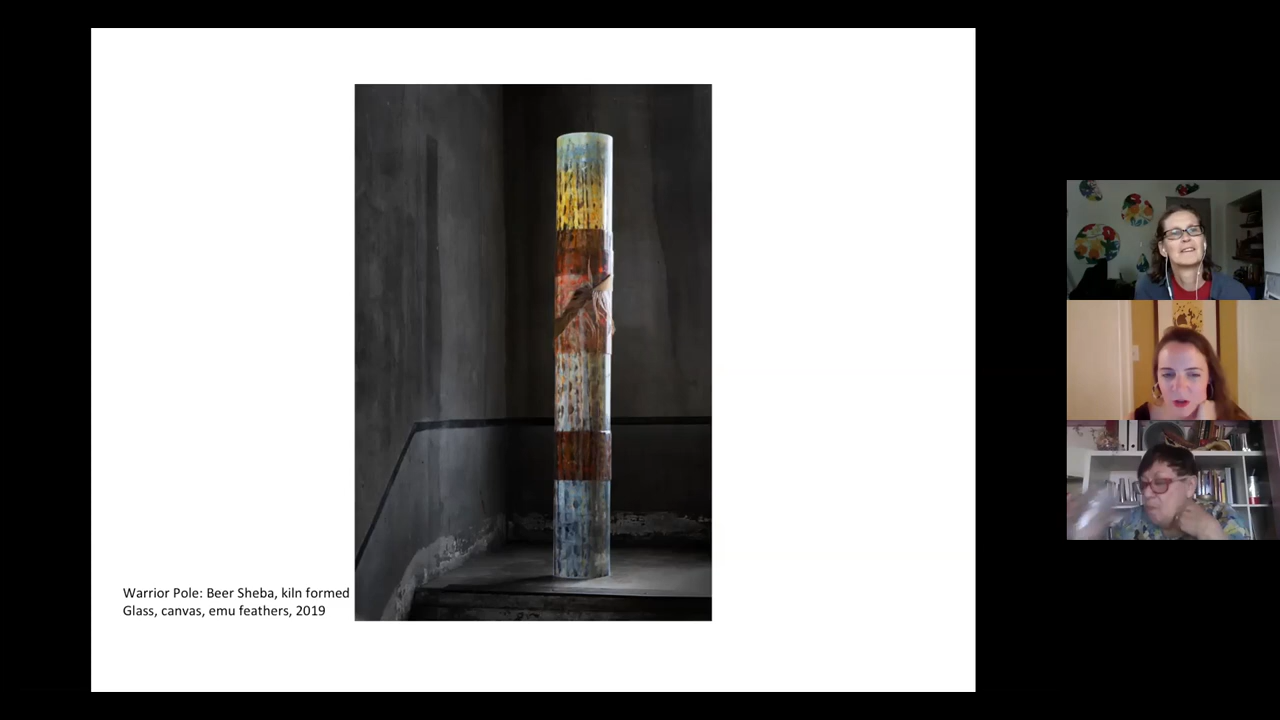 Warrior Pole: Beer Sheba, kiln formed
Glass, canvas, emu feathers, 2019